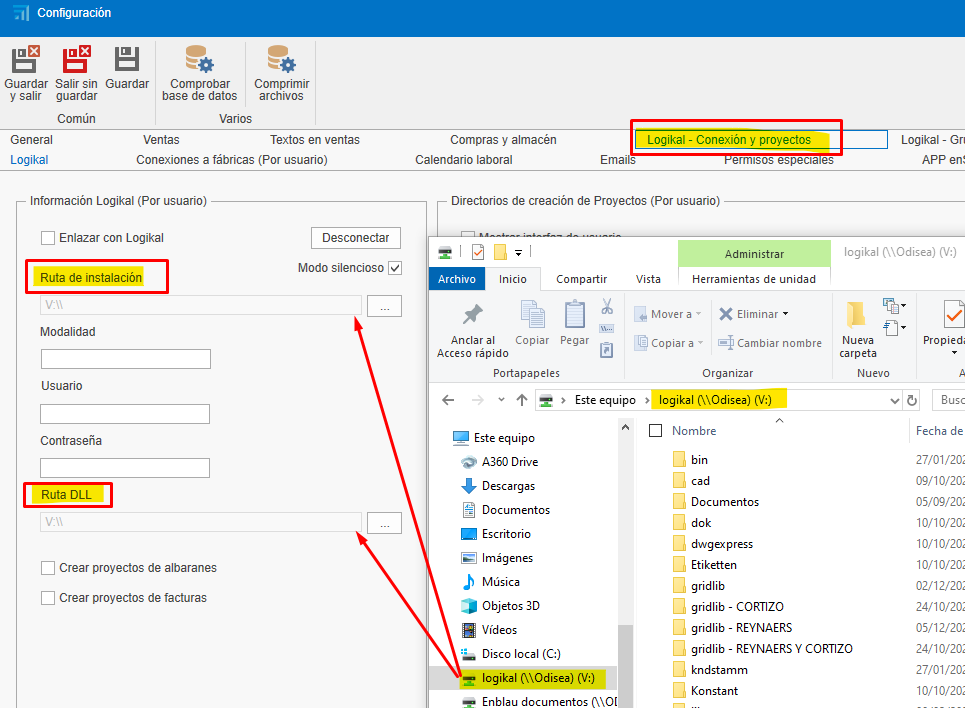 Configuración
Guardar y salir
Salir sin guardar
Guardar
Comprobar base de datos
Comprimir archivos
Común
Varios
General
Ventas
Textos en ventas
Compras y almacén
Logikal - Conexión y proyectos
Logikal - Gru
Logikal
Conexiones a fábricas (Por usuario)
Calendario laboral
Emails
Permisos especiales
APP enS
Información Logikal (Por usuario)
Enlazar con Logikal
Desconectar
Modo silencioso
Ruta de instalación
V:\\
...
Modalidad
Usuario
Contraseña
Ruta DLL
V:\\
...
Crear proyectos de albaranes
Crear proyectos de facturas
Directorios de creación de Proyectos (Por usuario)
Mostrar interfaz de usuario
Administrar
logikal (\\Odisea) (V:)
Archivo
Inicio
Compartir
Vista
Herramientas de unidad
Anclar al Acceso rápido
Copiar
Pegar
Mover a
Copiar a
Eliminar
Cambiar nombre
Nueva carpeta
Propieda
Portapapeles
Organizar
Nuevo
A
Este equipo
logikal (\\Odisea) (V:)
Busc
Este equipo
A360 Drive
Descargas
Documentos
Escritorio
Imágenes
Música
Objetos 3D
Vídeos
Disco local (C:)
logikal (\\Odisea) (V:)
Enblau documentos (\\OD
Nombre
Fecha de
bin
27/01/202
cad
09/10/202
Documentos
05/09/202
dok
10/10/202
dwgexpress
10/10/202
Etiketten
10/10/202
gridlib
02/12/202
gridlib - CORTIZO
24/10/202
gridlib - REYNAERS
05/12/202
gridlib - REYNAERS Y CORTIZO
24/10/202
kndstamm
27/01/202
Konstant
10/10/202